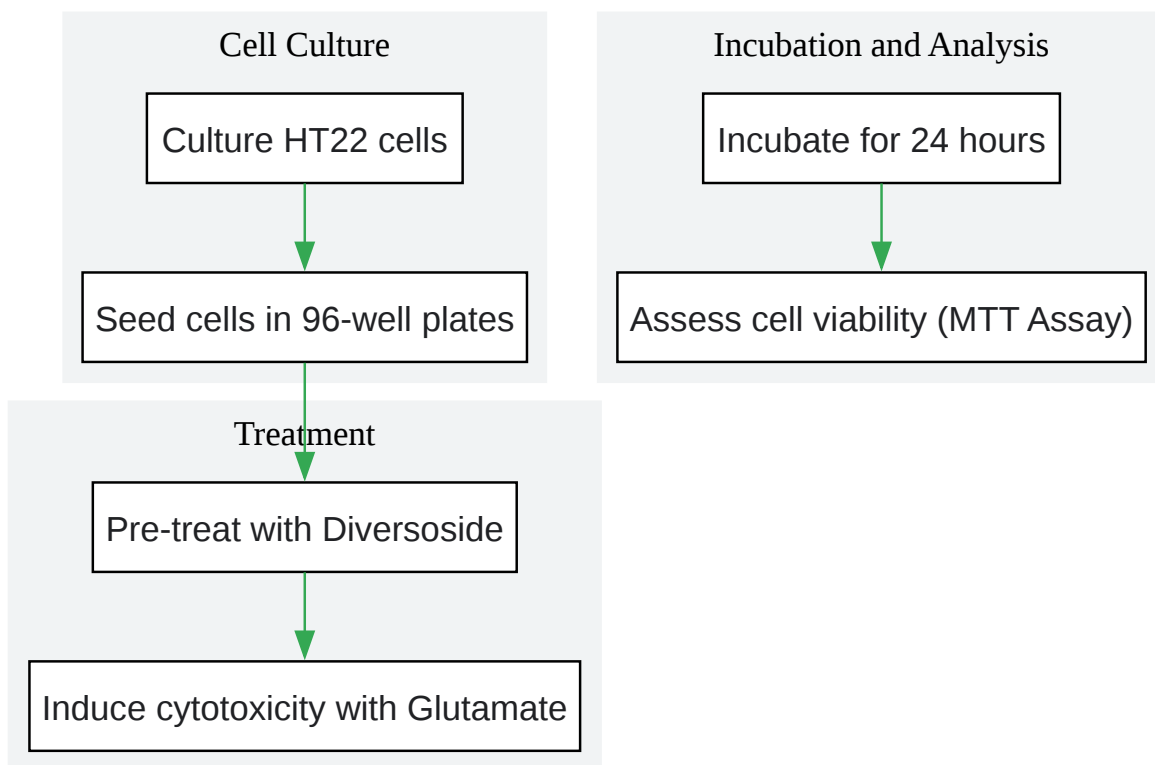 Cell Culture
Culture HT22 cells
Seed cells in 96-well plates
Treatment
Pre-treat with Diversoside
Induce cytotoxicity with Glutamate
Incubation and Analysis
Incubate for 24 hours
Assess cell viability (MTT Assay)